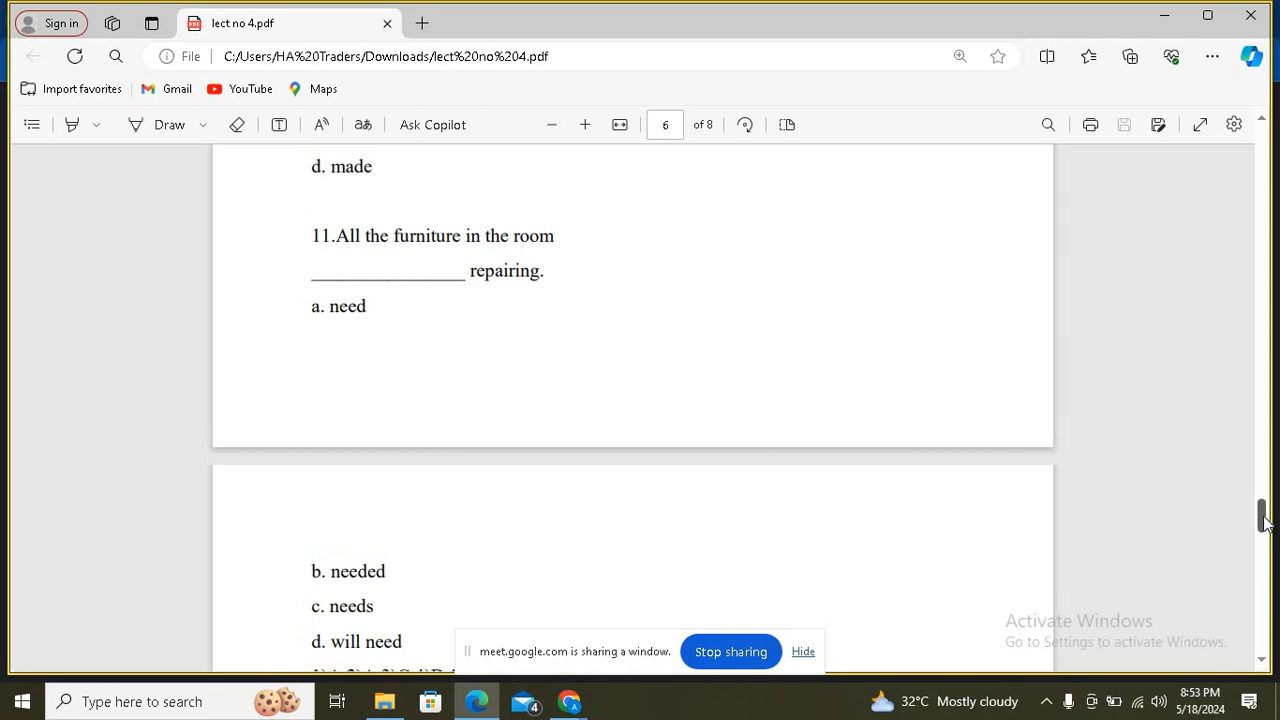 Sign in
lect no 4.pdf
File
C:/Users/HA%20Traders/Downloads/lect%20no%204.pdf
Import favorites
Gmail
YouTube
Maps
Draw
aあ
Ask Copilot
6
of 8
d. made
11.All the furniture in the room
________________ repairing.
a. need
b. needed
c. needs
d. will need
Activate Windows
Go to Settings to activate Windows.
meet.google.com is sharing a window.
Stop sharing
Hide
Type here to search
4
32°C Mostly cloudy
8:53 PM
5/18/2024